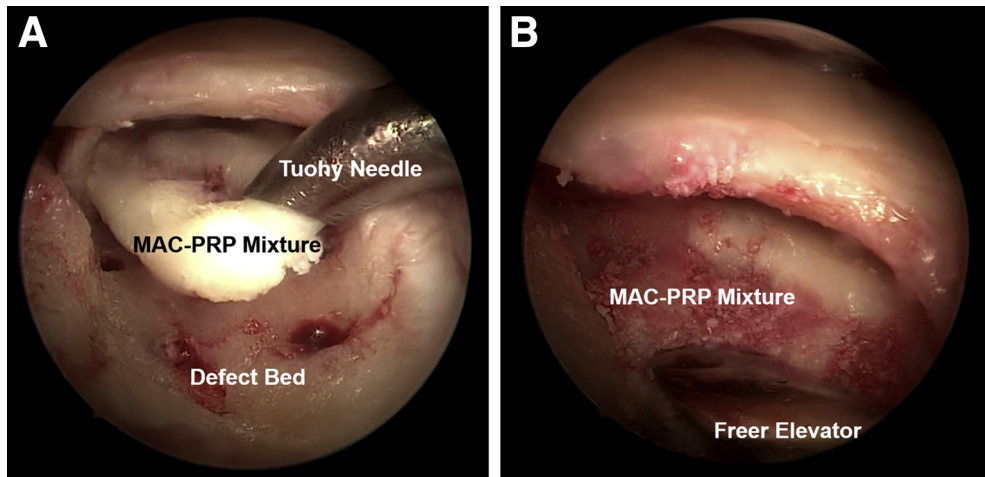 A
Tuohy Needle
MAC-PRP Mixture
Defect Bed
B
MAC-PRP Mixture
Freer Elevator